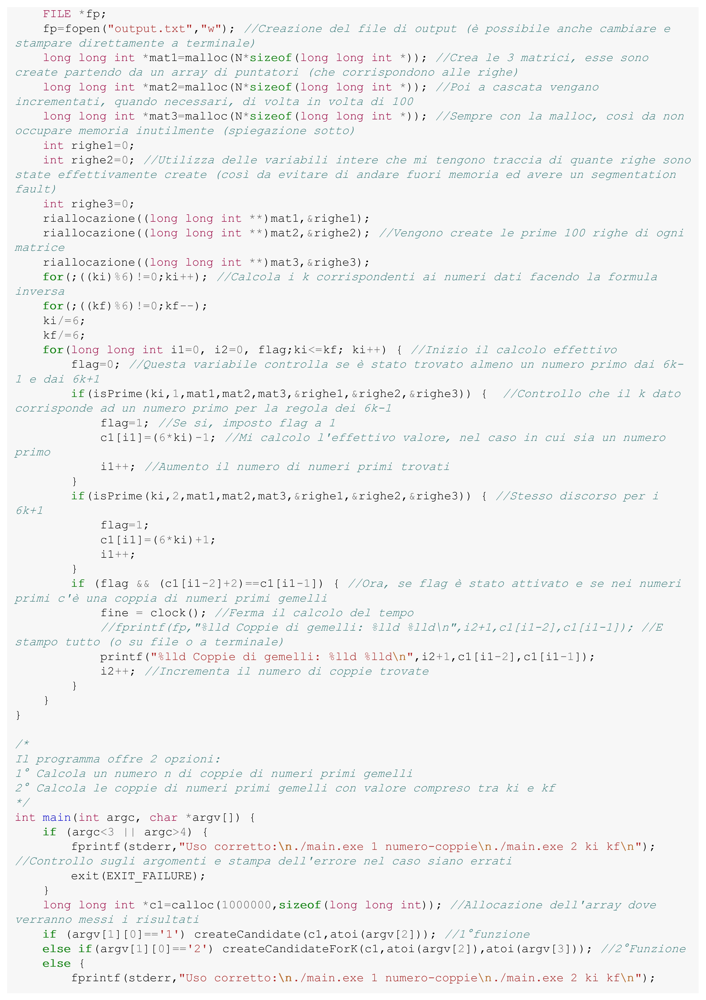 FILE *fp;
fp=fopen("output.txt","w"); //Creazione del file di output (è possibile anche cambiare e
stampare direttamente a terminale)
long long int *mat1=malloc(N*sizeof(long long int *)); //Crea le 3 matrici, esse sono
create partendo da un array di puntatori (che corrispondono alle righe)
long long int *mat2=malloc(N*sizeof(long long int *)); //Poi a cascata vengano
incrementati, quando necessari, di volta in volta di 100
long long int *mat3=malloc(N*sizeof(long long int *)); //Sempre con la malloc, così da non
occupare memoria inutilmente (spiegazione sotto)
int righe1=0;
int righe2=0; //Utilizza delle variabili intere che mi tengono traccia di quante righe sono
state effettivamente create (così da evitare di andare fuori memoria ed avere un segmentation
fault)
int righe3=0;
riallocazione((long long int **)mat1,&righe1);
riallocazione((long long int **)mat2,&righe2); //Vengono create le prime 100 righe di ogni
matrice
riallocazione((long long int **)mat3,&righe3);
for(;((ki)%6)!=0;ki++); //Calcola i k corrispondenti ai numeri dati facendo la formula
inversa
for(;((kf)%6)!=0;kf--);
ki/=6;
kf/=6;
for(long long int i1=0, i2=0, flag;ki<=kf; ki++) { //Inizio il calcolo effettivo
flag=0; //Questa variabile controlla se è stato trovato almeno un numero primo dai 6k-
1 e dai 6k+1
if(isPrime(ki,1,mat1,mat2,mat3,&righe1,&righe2,&righe3)) {  //Controllo che il k dato
corrisponde ad un numero primo per la regola dei 6k-1
flag=1; //Se si, imposto flag a 1
c1[i1]=(6*ki)-1; //Mi calcolo l'effettivo valore, nel caso in cui sia un numero
primo
i1++; //Aumento il numero di numeri primi trovati
}
if(isPrime(ki,2,mat1,mat2,mat3,&righe1,&righe2,&righe3)) { //Stesso discorso per i
6k+1
flag=1;
c1[i1]=(6*ki)+1;
i1++;
}
if (flag && (c1[i1-2]+2)==c1[i1-1]) { //Ora, se flag è stato attivato e se nei numeri
primi c'è una coppia di numeri primi gemelli
fine = clock(); //Ferma il calcolo del tempo
//fprintf(fp,"%lld Coppie di gemelli: %lld %lld\n",i2+1,c1[i1-2],c1[i1-1]); //E
stampo tutto (o su file o a terminale)
printf("%lld Coppie di gemelli: %lld %lld\n",i2+1,c1[i1-2],c1[i1-1]);
i2++; //Incrementa il numero di coppie trovate
}
}
}
/*
Il programma offre 2 opzioni:
1° Calcola un numero n di coppie di numeri primi gemelli
2° Calcola le coppie di numeri primi gemelli con valore compreso tra ki e kf
*/
int main(int argc, char *argv[]) {
if (argc<3 || argc>4) {
fprintf(stderr,"Uso corretto:\n./main.exe 1 numero-coppie\n./main.exe 2 ki kf\n");
//Controllo sugli argomenti e stampa dell'errore nel caso siano errati
exit(EXIT_FAILURE);
}
long long int *c1=calloc(1000000,sizeof(long long int)); //Allocazione dell'array dove
verranno messi i risultati
if (argv[1][0]=='1') createCandidate(c1,atoi(argv[2])); //1°funzione
else if(argv[1][0]=='2') createCandidateForK(c1,atoi(argv[2]),atoi(argv[3])); //2°Funzione
else {
fprintf(stderr,"Uso corretto:\n./main.exe 1 numero-coppie\n./main.exe 2 ki kf\n");